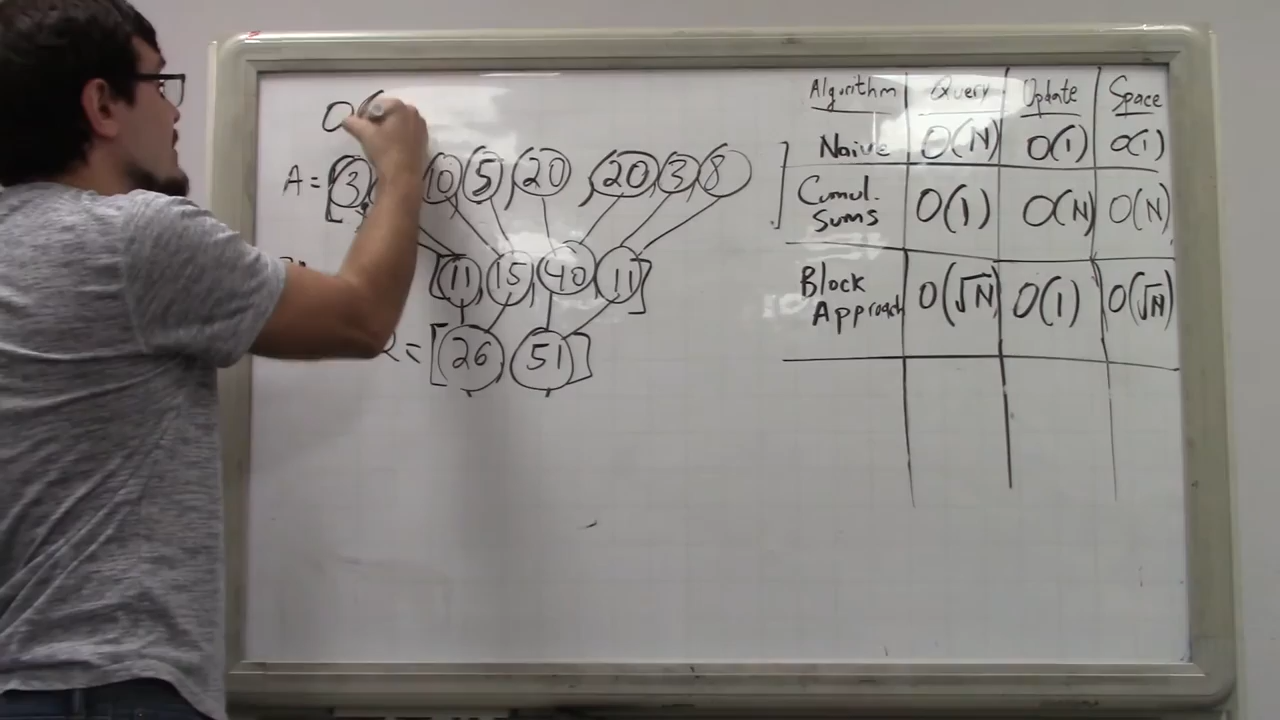 O(
A = [3, 10, 5, 20, 20, 3, 8
[11, 15, 40, 11]
2 = [26, 51]
Algorithm Query Update Space
Naive O(N) O(1) O(1)
Cumul. Sums O(1) O(N) O(N)
Block Approach O(√N) O(1) O(√N)